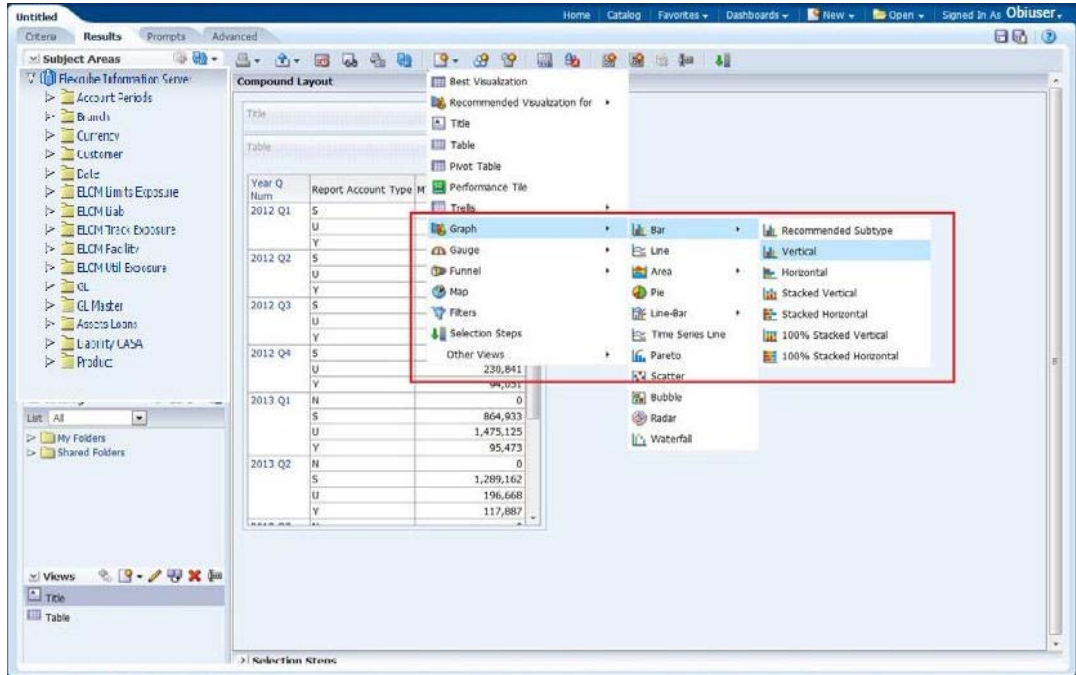 Untitled
Home Catalog Favorites Dashboards New Open Signed In As Obiuser
Criteria Results Prompts Advanced
Subject Areas
Flexcube Information Server
Account Periods
Branch
Currency
Customer
Date
ELCM Limits Exposure
ELCM Liab
ELCM Track Exposure
ELCM Facility
ELCM Util Exposure
GL
GL Master
Assets Loans
Liability CASA
Product
List All
My Folders
Shared Folders
Views
Title
Table
Compound Layout
Title
Table
Year Q Num Report Account Type
2012 Q1 S
U
Y
2012 Q2 S
U
Y
2012 Q3 S
U
Y
2012 Q4 S
U 230,841
Y 94,051
2013 Q1 N 0
S 864,933
U 1,475,125
Y 95,473
2013 Q2 N 0
S 1,289,162
U 196,668
Y 117,887
Best Visualization
Recommended Visualization for
Title
Table
Pivot Table
Performance Tile
Trellis
Graph
Gauge
Funnel
Map
Filters
Selection Steps
Other Views
Bar
Line
Area
Pie
Line-Bar
Time Series Line
Pareto
Scatter
Bubble
Radar
Waterfall
Recommended Subtype
Vertical
Horizontal
Stacked Vertical
Stacked Horizontal
100% Stacked Vertical
100% Stacked Horizontal
Selection Steps